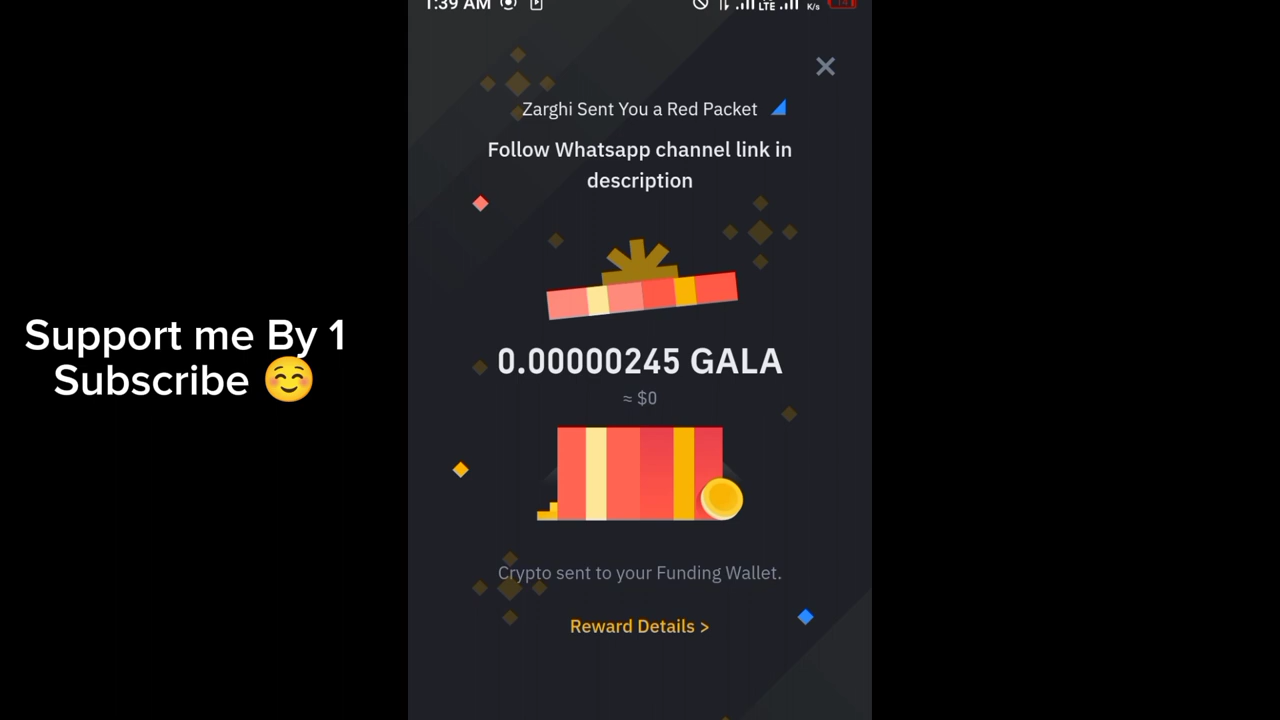 1:39 AM
LTE
K/s
Zarghi Sent You a Red Packet
Follow Whatsapp channel link in
description
Support me By 1
Subscribe ☺️
0.00000245 GALA
≈ $0
Crypto sent to your Funding Wallet.
Reward Details >